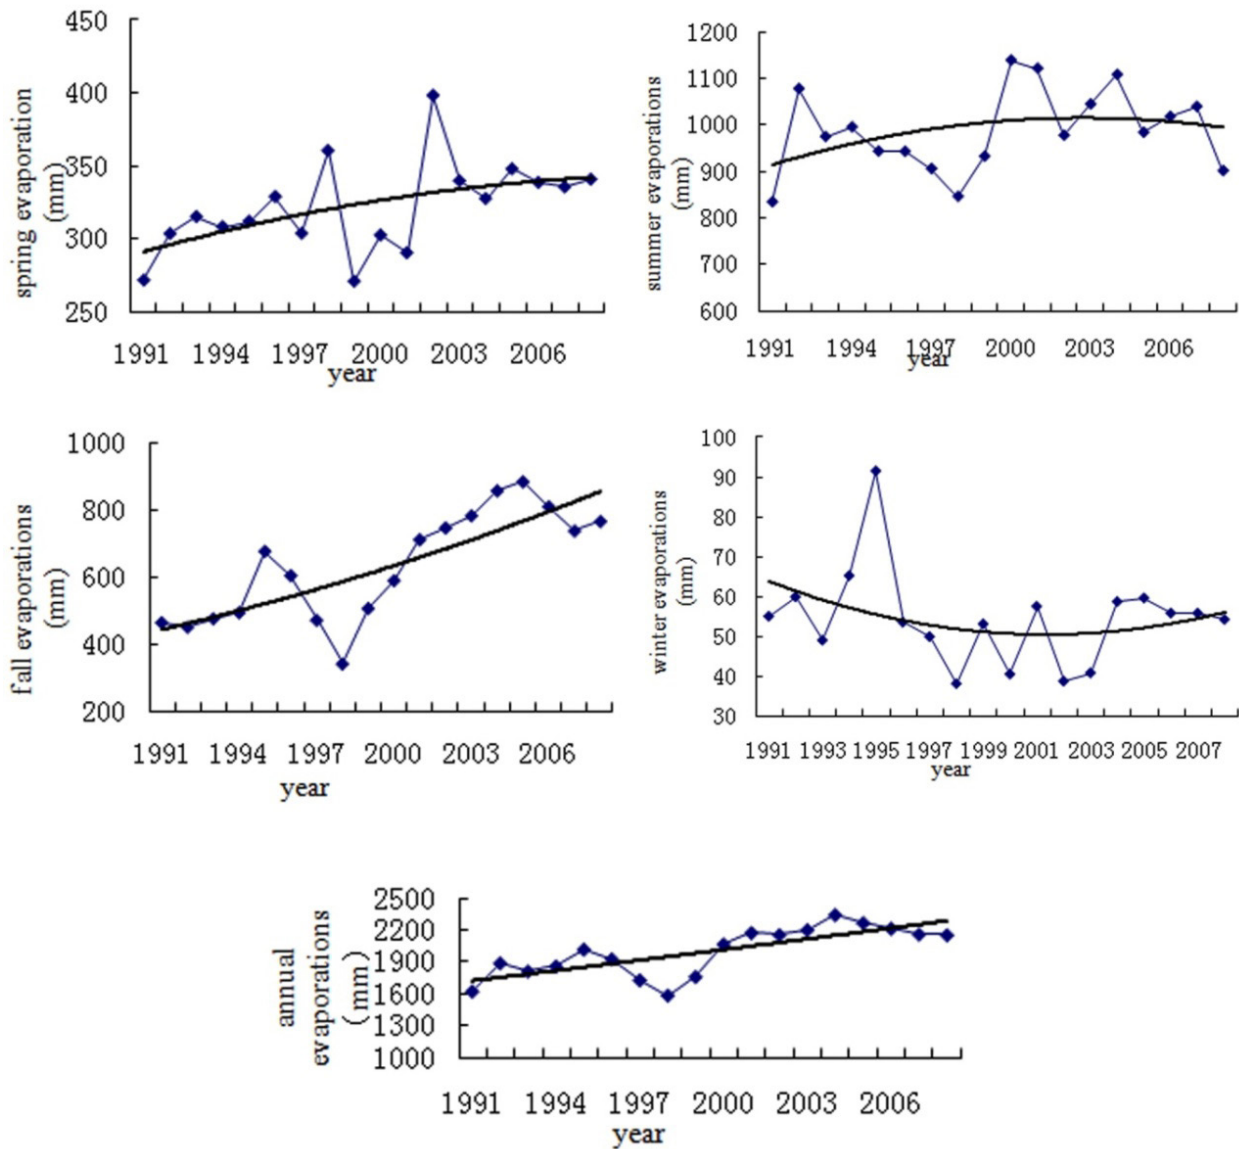 450
400
350
300
250
spring evaporation
(mm)
1991 1994 1997 2000 2003 2006
year
1200
1100
1000
900
800
700
600
summer evaporations
(mm)
1991 1994 1997 2000 2003 2006
year
1000
800
600
400
200
fall evaporations
(mm)
1991 1994 1997 2000 2003 2006
year
100
90
80
70
60
50
40
30
winter evaporations
(mm)
1991 1993 1995 1997 1999 2001 2003 2005 2007
year
2500
2200
1900
1600
1300
1000
annual
evaporations
(mm)
1991 1994 1997 2000 2003 2006
year